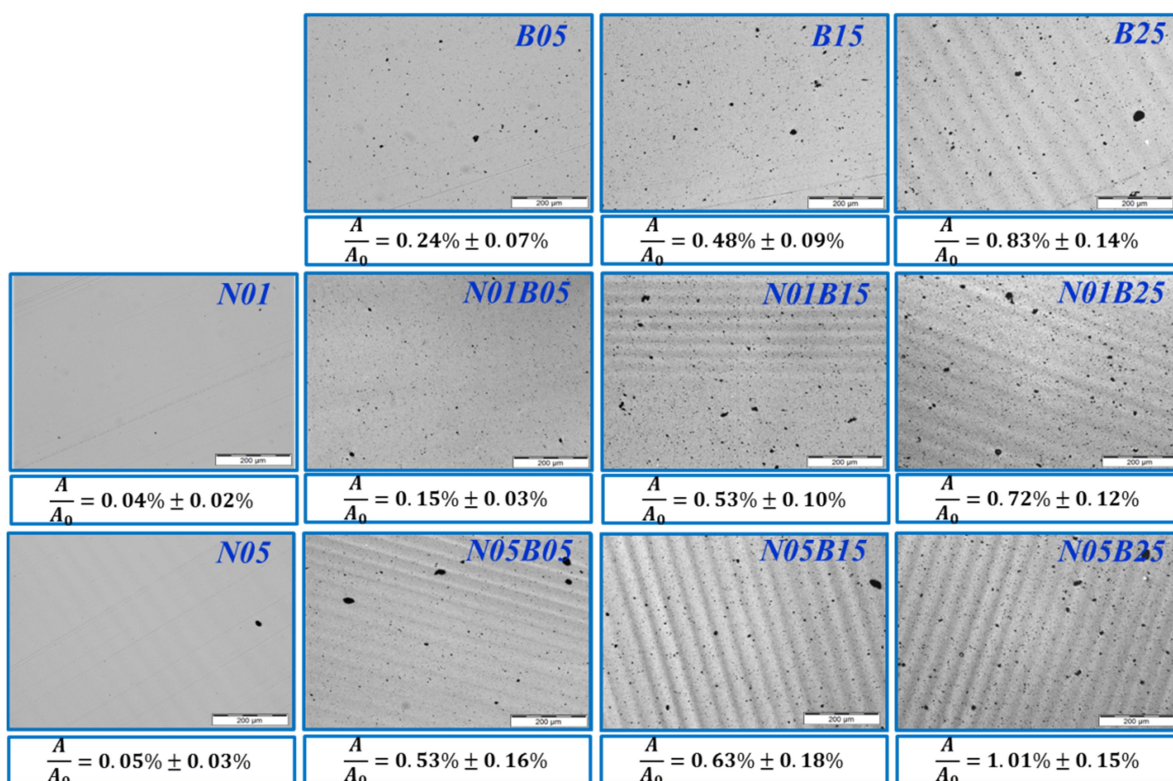 B05
B15
B25
200 μm
200 μm
200 μm
A/A₀ = 0.24% ± 0.07%
A/A₀ = 0.48% ± 0.09%
A/A₀ = 0.83% ± 0.14%
N01
N01B05
N01B15
N01B25
200 μm
200 μm
200 μm
200 μm
A/A₀ = 0.04% ± 0.02%
A/A₀ = 0.15% ± 0.03%
A/A₀ = 0.53% ± 0.10%
A/A₀ = 0.72% ± 0.12%
N05
N05B05
N05B15
N05B25
200 μm
200 μm
200 μm
200 μm
A/A₀ = 0.05% ± 0.03%
A/A₀ = 0.53% ± 0.16%
A/A₀ = 0.63% ± 0.18%
A/A₀ = 1.01% ± 0.15%